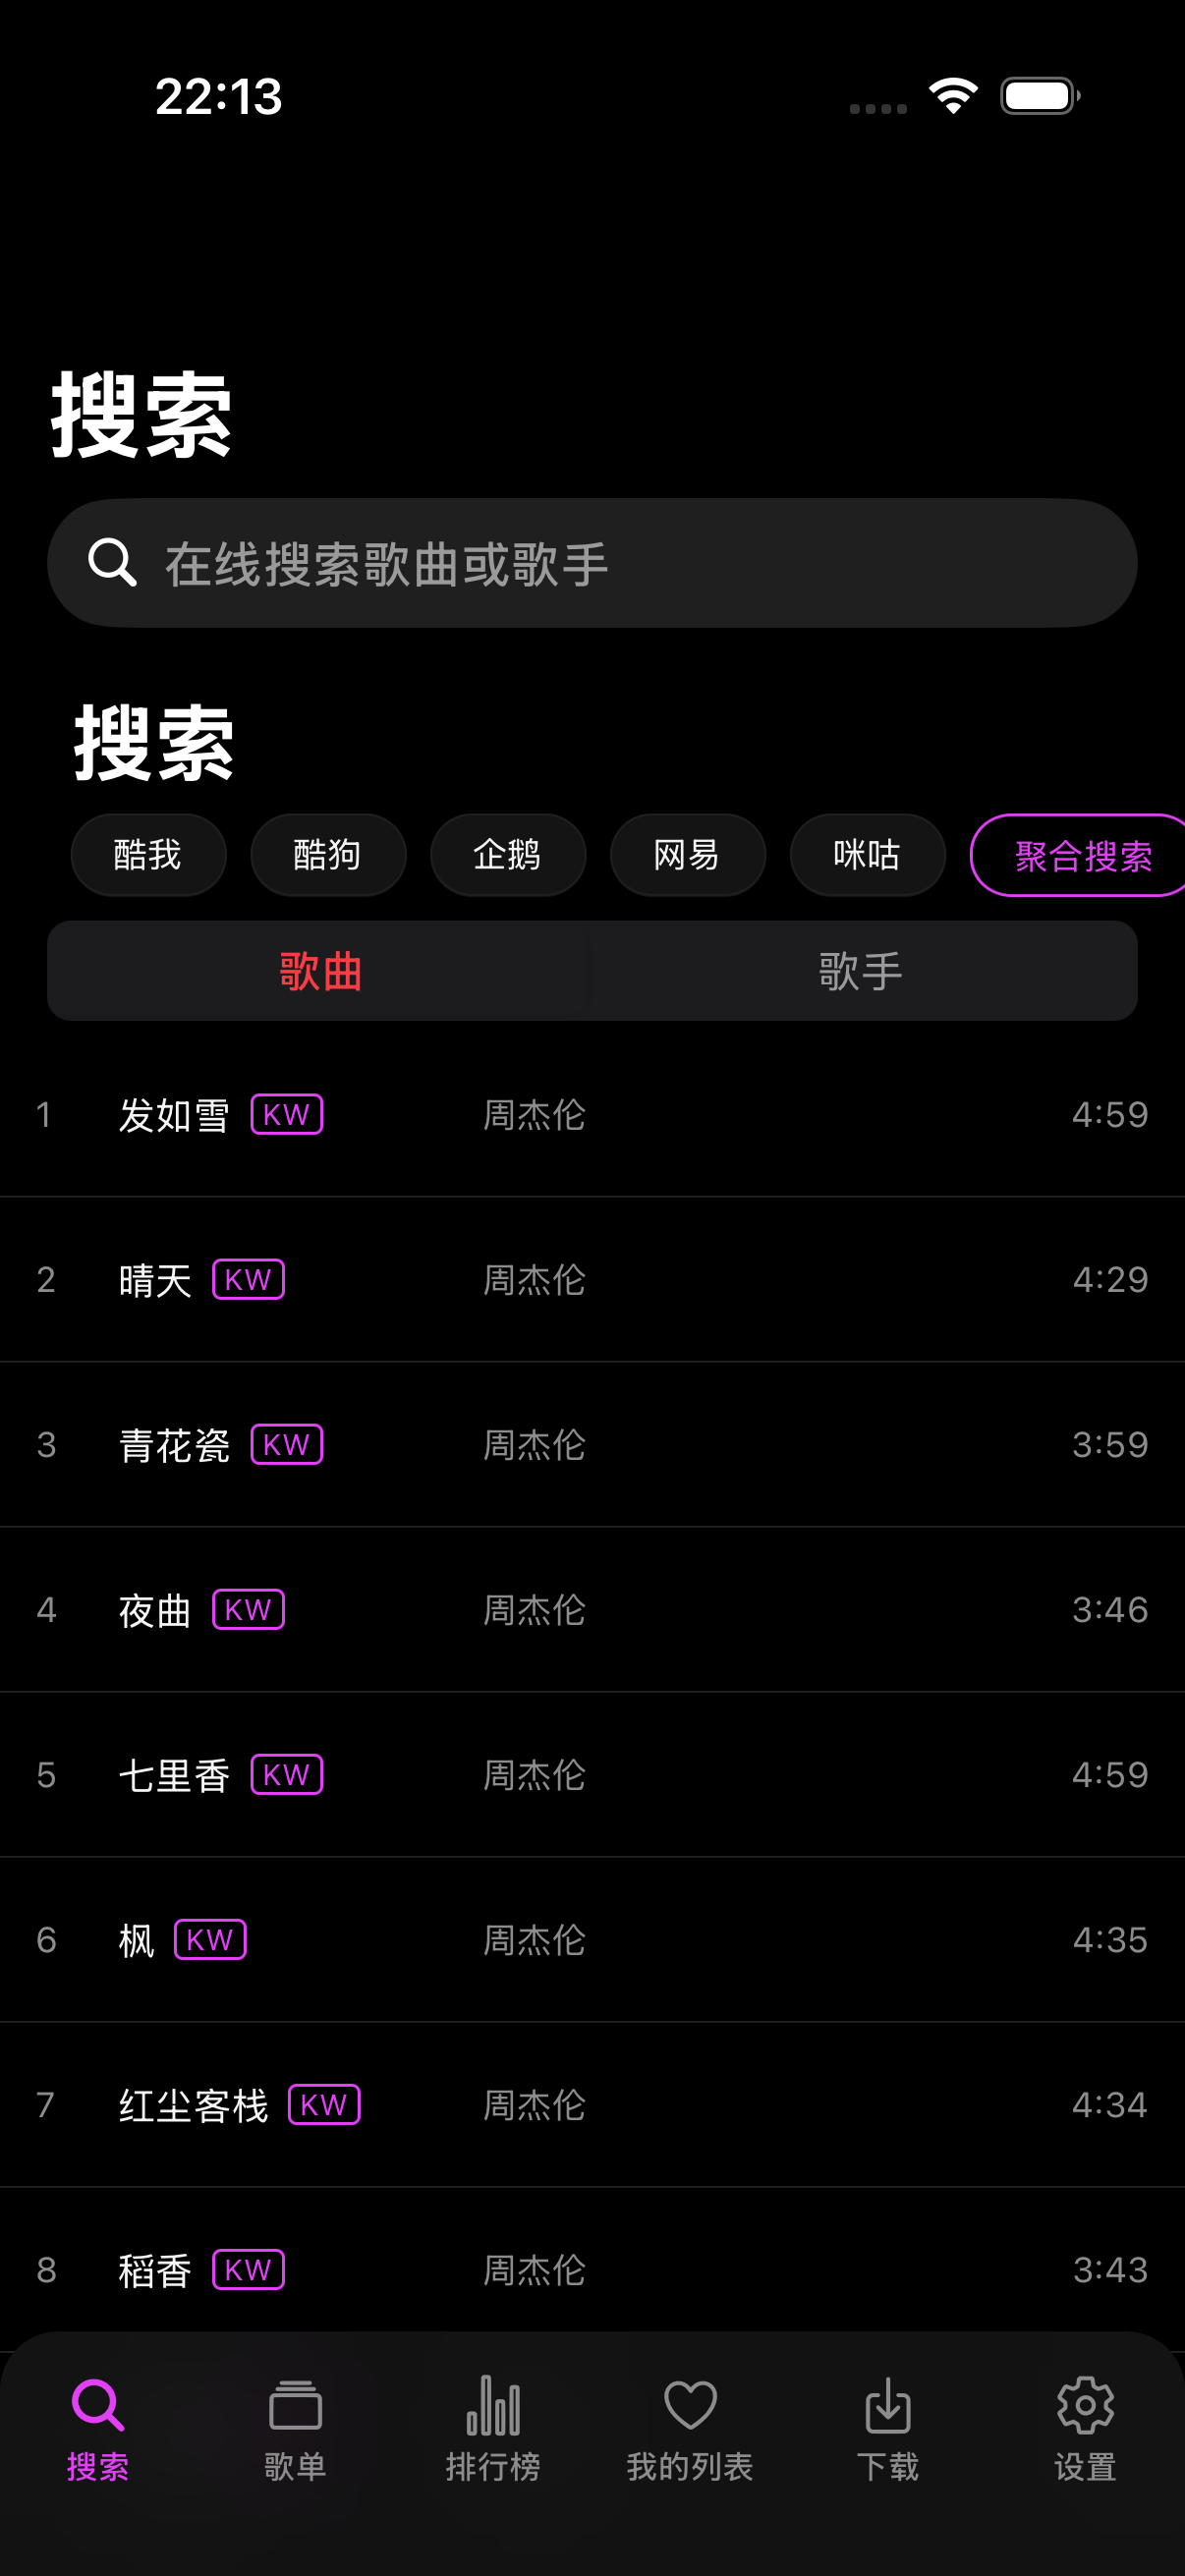 22:13
搜索
在线搜索歌曲或歌手
搜索
酷我 酷狗 企鹅 网易 咪咕 聚合搜索
歌曲 歌手
1 发如雪 KW 周杰伦 4:59
2 晴天 KW 周杰伦 4:29
3 青花瓷 KW 周杰伦 3:59
4 夜曲 KW 周杰伦 3:46
5 七里香 KW 周杰伦 4:59
6 枫 KW 周杰伦 4:35
7 红尘客栈 KW 周杰伦 4:34
8 稻香 KW 周杰伦 3:43
搜索 歌单 排行榜 我的列表 下载 设置